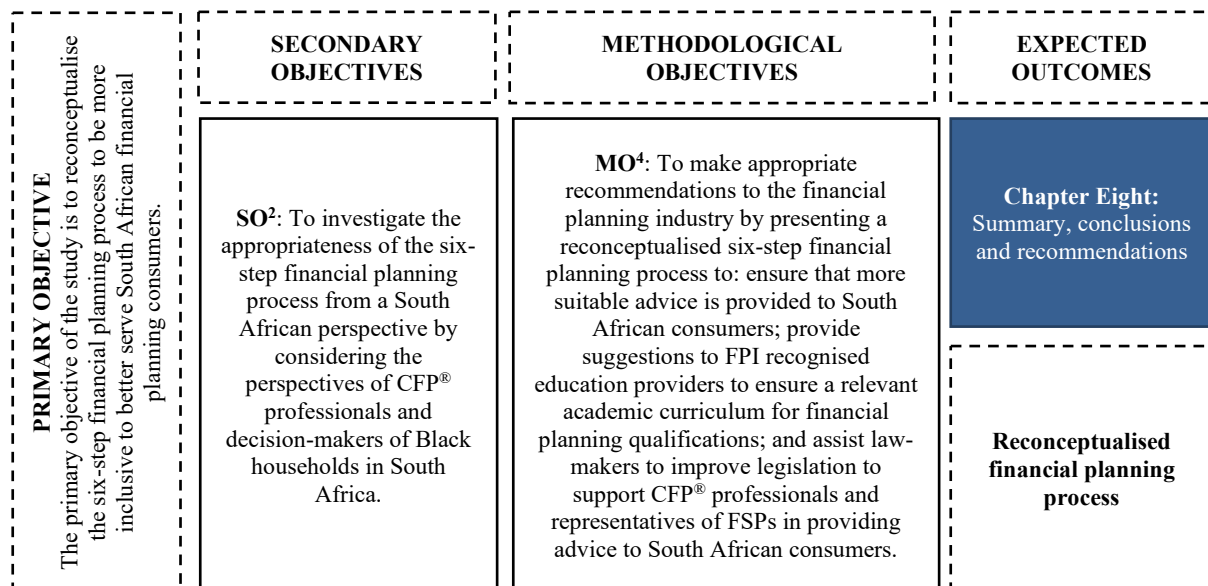 PRIMARY OBJECTIVE
The primary objective of the study is to reconceptualise
the six-step financial planning process to be more
inclusive to better serve South African financial
planning consumers.
SECONDARY
OBJECTIVES
METHODOLOGICAL
OBJECTIVES
EXPECTED
OUTCOMES
SO²: To investigate the
appropriateness of the six-
step financial planning
process from a South
African perspective by
considering the
perspectives of CFP®
professionals and
decision-makers of Black
households in South
Africa.
MO⁴: To make appropriate
recommendations to the financial
planning industry by presenting a
reconceptualised six-step financial
planning process to: ensure that more
suitable advice is provided to South
African consumers; provide
suggestions to FPI recognised
education providers to ensure a relevant
academic curriculum for financial
planning qualifications; and assist law-
makers to improve legislation to
support CFP® professionals and
representatives of FSPs in providing
advice to South African consumers.
Chapter Eight:
Summary, conclusions
and recommendations
Reconceptualised
financial planning
process